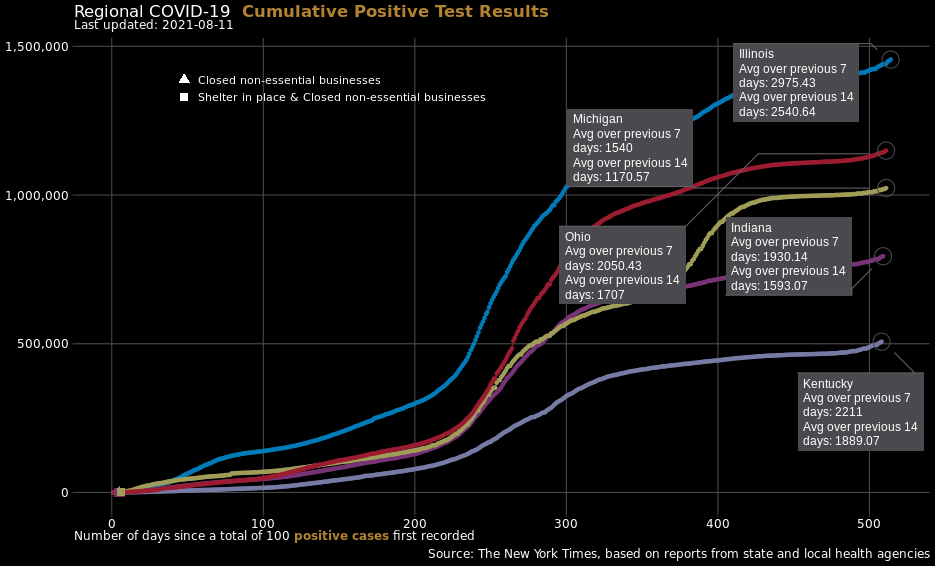 Regional COVID-19 Cumulative Positive Test Results
Last updated: 2021-08-11
1,500,000
1,000,000
500,000
0
Closed non-essential businesses
Shelter in place & Closed non-essential businesses
Illinois
Avg over previous 7
days: 2975.43
Avg over previous 14
days: 2540.64
Michigan
Avg over previous 7
days: 1540
Avg over previous 14
days: 1170.57
Ohio
Avg over previous 7
days: 2050.43
Avg over previous 14
days: 1707
Indiana
Avg over previous 7
days: 1930.14
Avg over previous 14
days: 1593.07
Kentucky
Avg over previous 7
days: 2211
Avg over previous 14
days: 1889.07
0 100 200 300 400 500
Number of days since a total of 100 positive cases first recorded
Source: The New York Times, based on reports from state and local health agencies